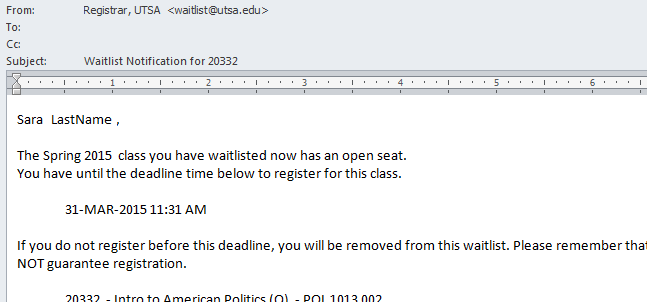 From: Registrar, UTSA <waitlist@utsa.edu>
To:
Cc:
Subject: Waitlist Notification for 20332
1 2 3 4 5 6
Sara LastName ,
The Spring 2015 class you have waitlisted now has an open seat.
You have until the deadline time below to register for this class.
31-MAR-2015 11:31 AM
If you do not register before this deadline, you will be removed from this waitlist. Please remember that
NOT guarantee registration.
20332 - Intro to American Politics (Q) - POL 1013 002